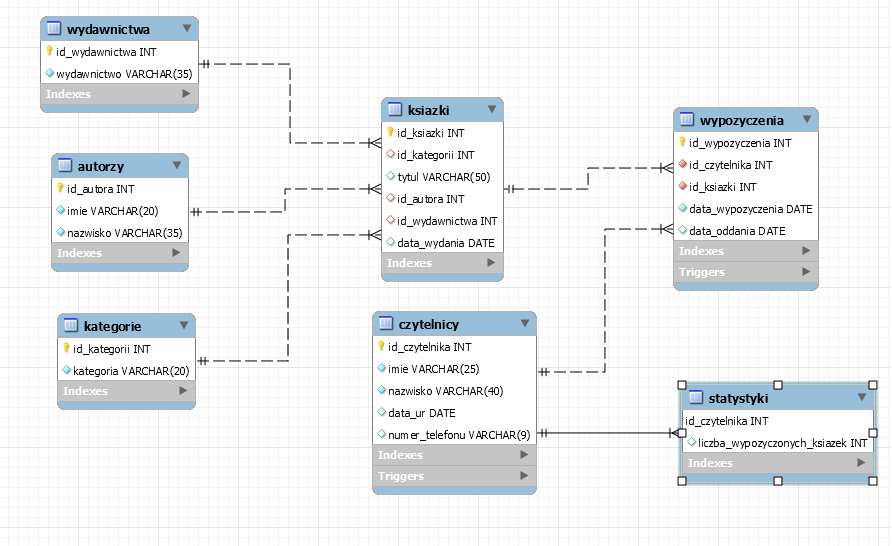 wydawnictwa
id_wydawnictwa INT
wydawnictwo VARCHAR(35)
Indexes
autorzy
id_autora INT
imie VARCHAR(20)
nazwisko VARCHAR(35)
Indexes
kategorie
id_kategorii INT
kategoria VARCHAR(20)
Indexes
ksiazki
id_ksiazki INT
id_kategorii INT
tytul VARCHAR(50)
id_autora INT
id_wydawnictwa INT
data_wydania DATE
Indexes
czytelnicy
id_czytelnika INT
imie VARCHAR(25)
nazwisko VARCHAR(40)
data_ur DATE
numer_telefonu VARCHAR(9)
Indexes
Triggers
wypozyczenia
id_wypozyczenia INT
id_czytelnika INT
id_ksiazki INT
data_wypozyczenia DATE
data_oddania DATE
Indexes
Triggers
statystyki
id_czytelnika INT
liczba_wypozyczonych_ksiazek INT
Indexes